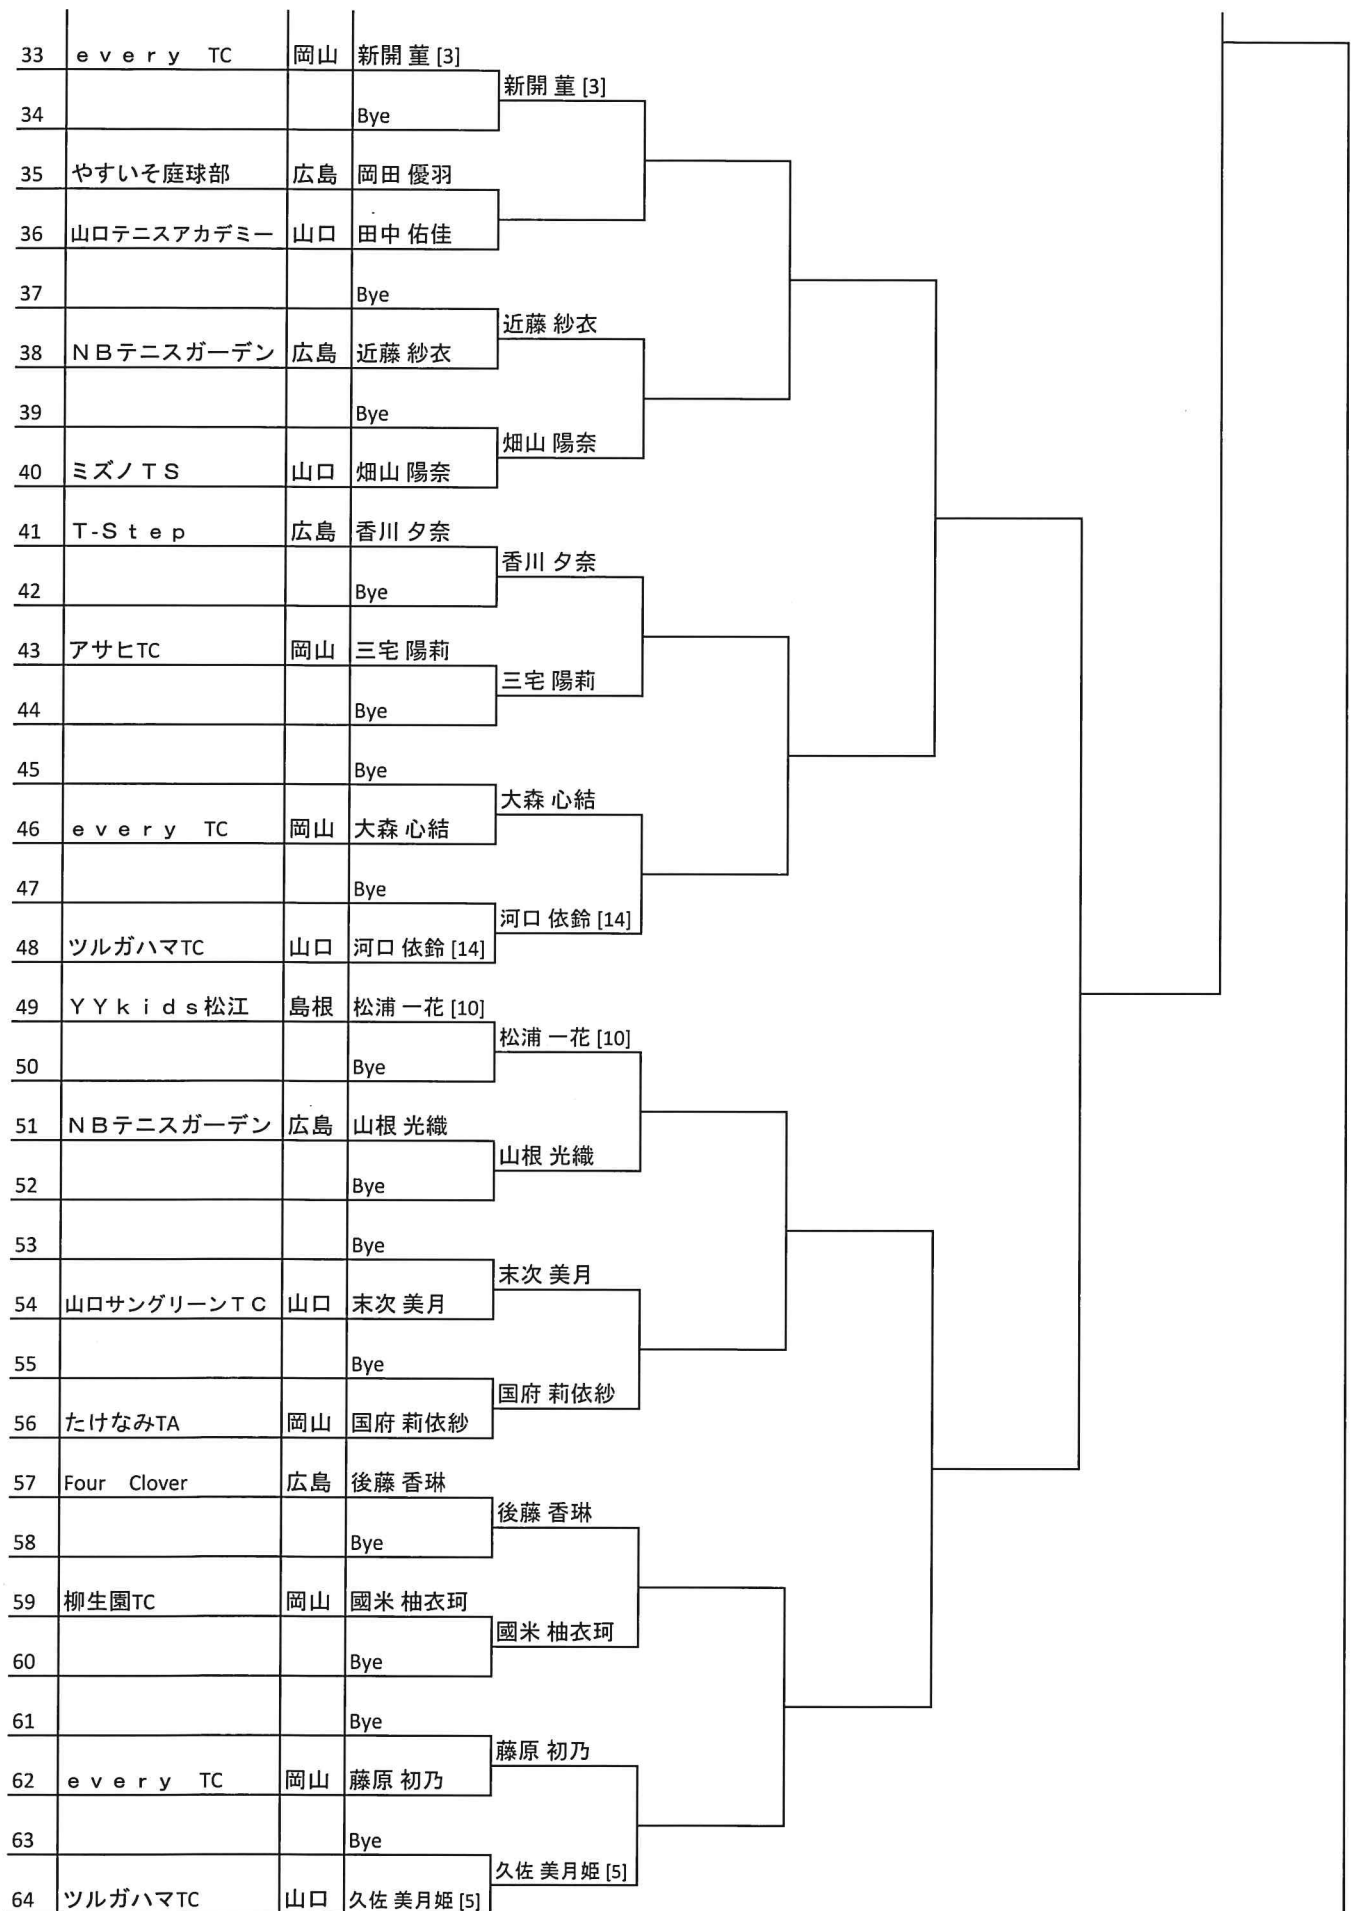 33 ｅｖｅｒｙ　TC 岡山 新開 菫 [3]
新開 菫 [3]
34 Bye
35 やすいそ庭球部 広島 岡田 優羽
36 山口テニスアカデミー 山口 田中 佑佳
37 Bye
近藤 紗衣
38 ＮＢテニスガーデン 広島 近藤 紗衣
39 Bye
畑山 陽奈
40 ミズノＴＳ 山口 畑山 陽奈
41 Ｔ-Ｓｔｅｐ 広島 香川 夕奈
香川 夕奈
42 Bye
43 アサヒTC 岡山 三宅 陽莉
三宅 陽莉
44 Bye
45 Bye
大森 心結
46 ｅｖｅｒｙ　TC 岡山 大森 心結
47 Bye
河口 依鈴 [14]
48 ツルガハマTC 山口 河口 依鈴 [14]
49 ＹＹｋｉｄｓ松江 島根 松浦 一花 [10]
松浦 一花 [10]
50 Bye
51 ＮＢテニスガーデン 広島 山根 光織
山根 光織
52 Bye
53 Bye
末次 美月
54 山口サングリーンＴＣ 山口 末次 美月
55 Bye
国府 莉依紗
56 たけなみTA 岡山 国府 莉依紗
57 Four　Clover 広島 後藤 香琳
後藤 香琳
58 Bye
59 柳生園TC 岡山 國米 柚衣珂
國米 柚衣珂
60 Bye
61 Bye
藤原 初乃
62 ｅｖｅｒｙ　TC 岡山 藤原 初乃
63 Bye
久佐 美月姫 [5]
64 ツルガハマTC 山口 久佐 美月姫 [5]